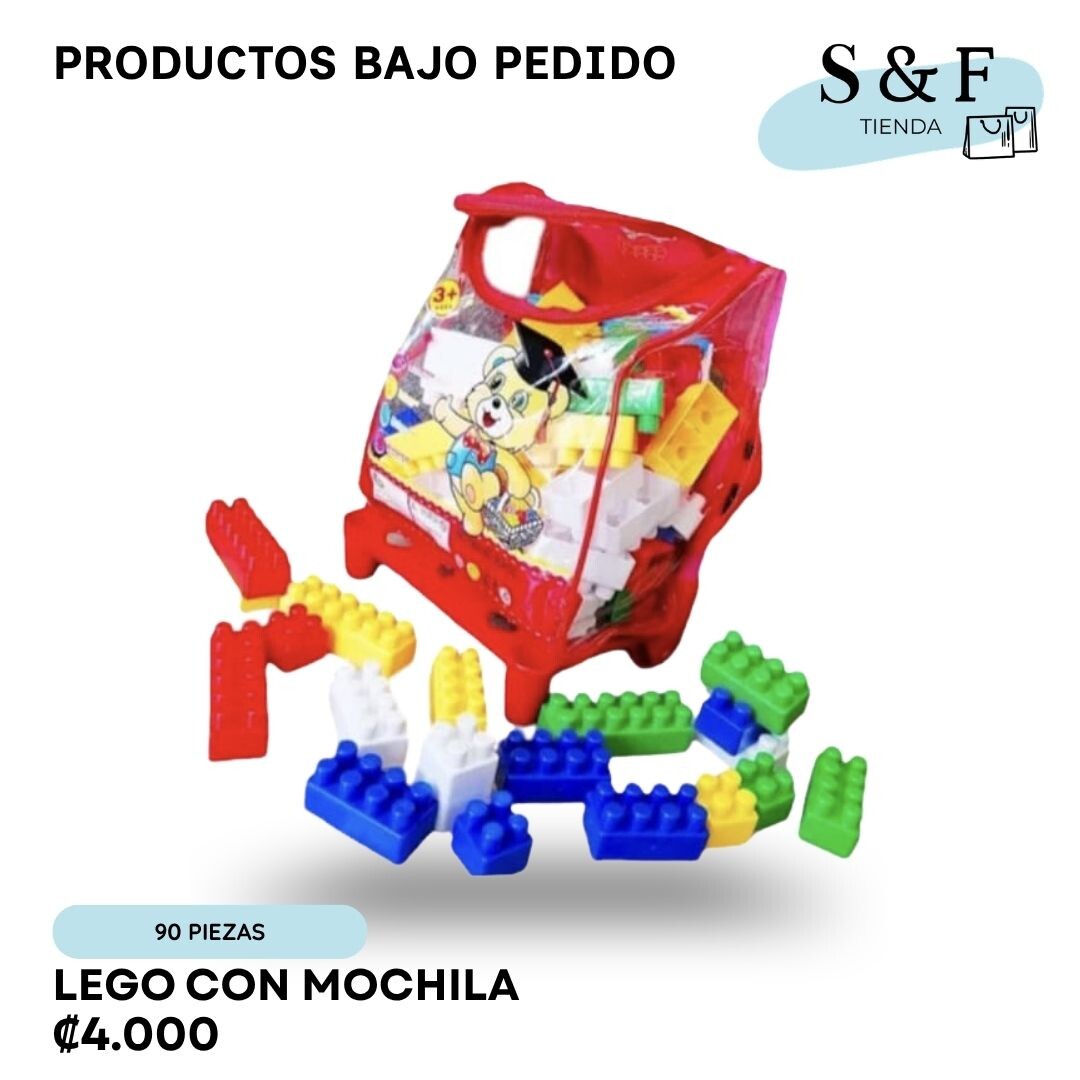 PRODUCTOS BAJO PEDIDO
S & F
TIENDA
3+
90 PIEZAS
LEGO CON MOCHILA
₡4.000